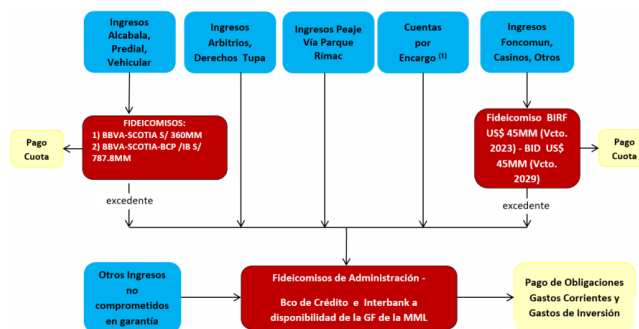 Ingresos
Alcabala,
Predial,
Vehicular
Ingresos
Arbitrios,
Derechos Tupa
Ingresos Peaje
Vía Parque
Rímac
Cuentas
por
Encargo (1)
Ingresos
Foncomun,
Casinos, Otros
Pago
Cuota
FIDEICOMISOS:
1) BBVA-SCOTIA S/ 360MM
2) BBVA-SCOTIA-BCP /IB S/
787.8MM
Fideicomiso BIRF
US$ 45MM (Vcto.
2023) - BID US$
45MM (Vcto.
2029)
Pago
Cuota
excedente
excedente
Otros Ingresos
no
comprometidos
en garantía
Fideicomisos de Administración -
Bco de Crédito e Interbank a
disponibilidad de la GF de la MML
Pago de Obligaciones
Gastos Corrientes y
Gastos de Inversión